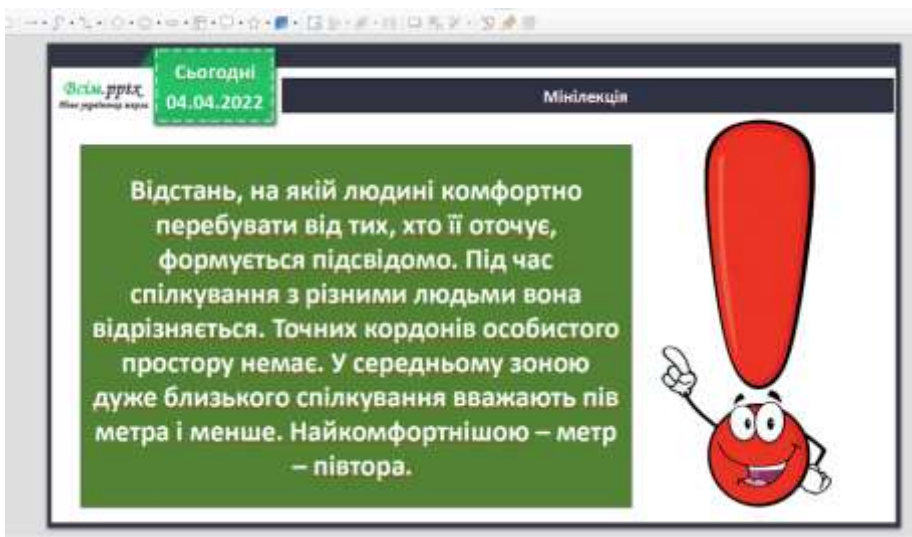 Всім.pptx
Сьогодні
04.04.2022
Мінілекція
Відстань, на якій людині комфортно
перебувати від тих, хто її оточує,
формується підсвідомо. Під час
спілкування з різними людьми вона
відрізняється. Точних кордонів особистого
простору немає. У середньому зоною
дуже близького спілкування вважають пів
метра і менше. Найкомфортнішою – метр
– півтора.